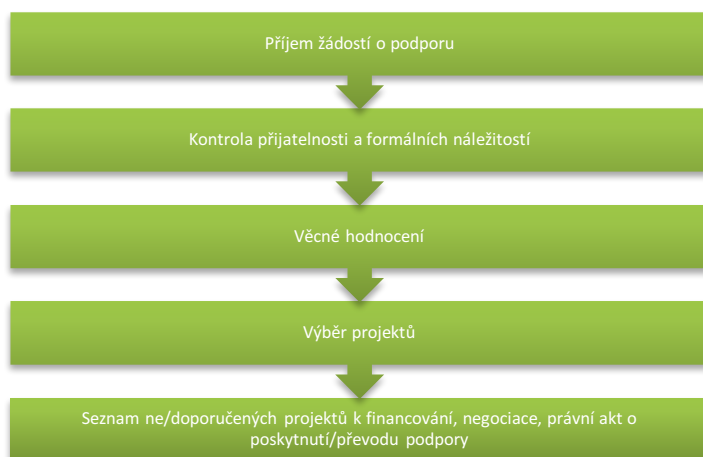 Příjem žádostí o podporu
Kontrola přijatelnosti a formálních náležitostí
Věcné hodnocení
Výběr projektů
Seznam ne/doporučených projektů k financování, negociace, právní akt o
poskytnutí/převodu podpory